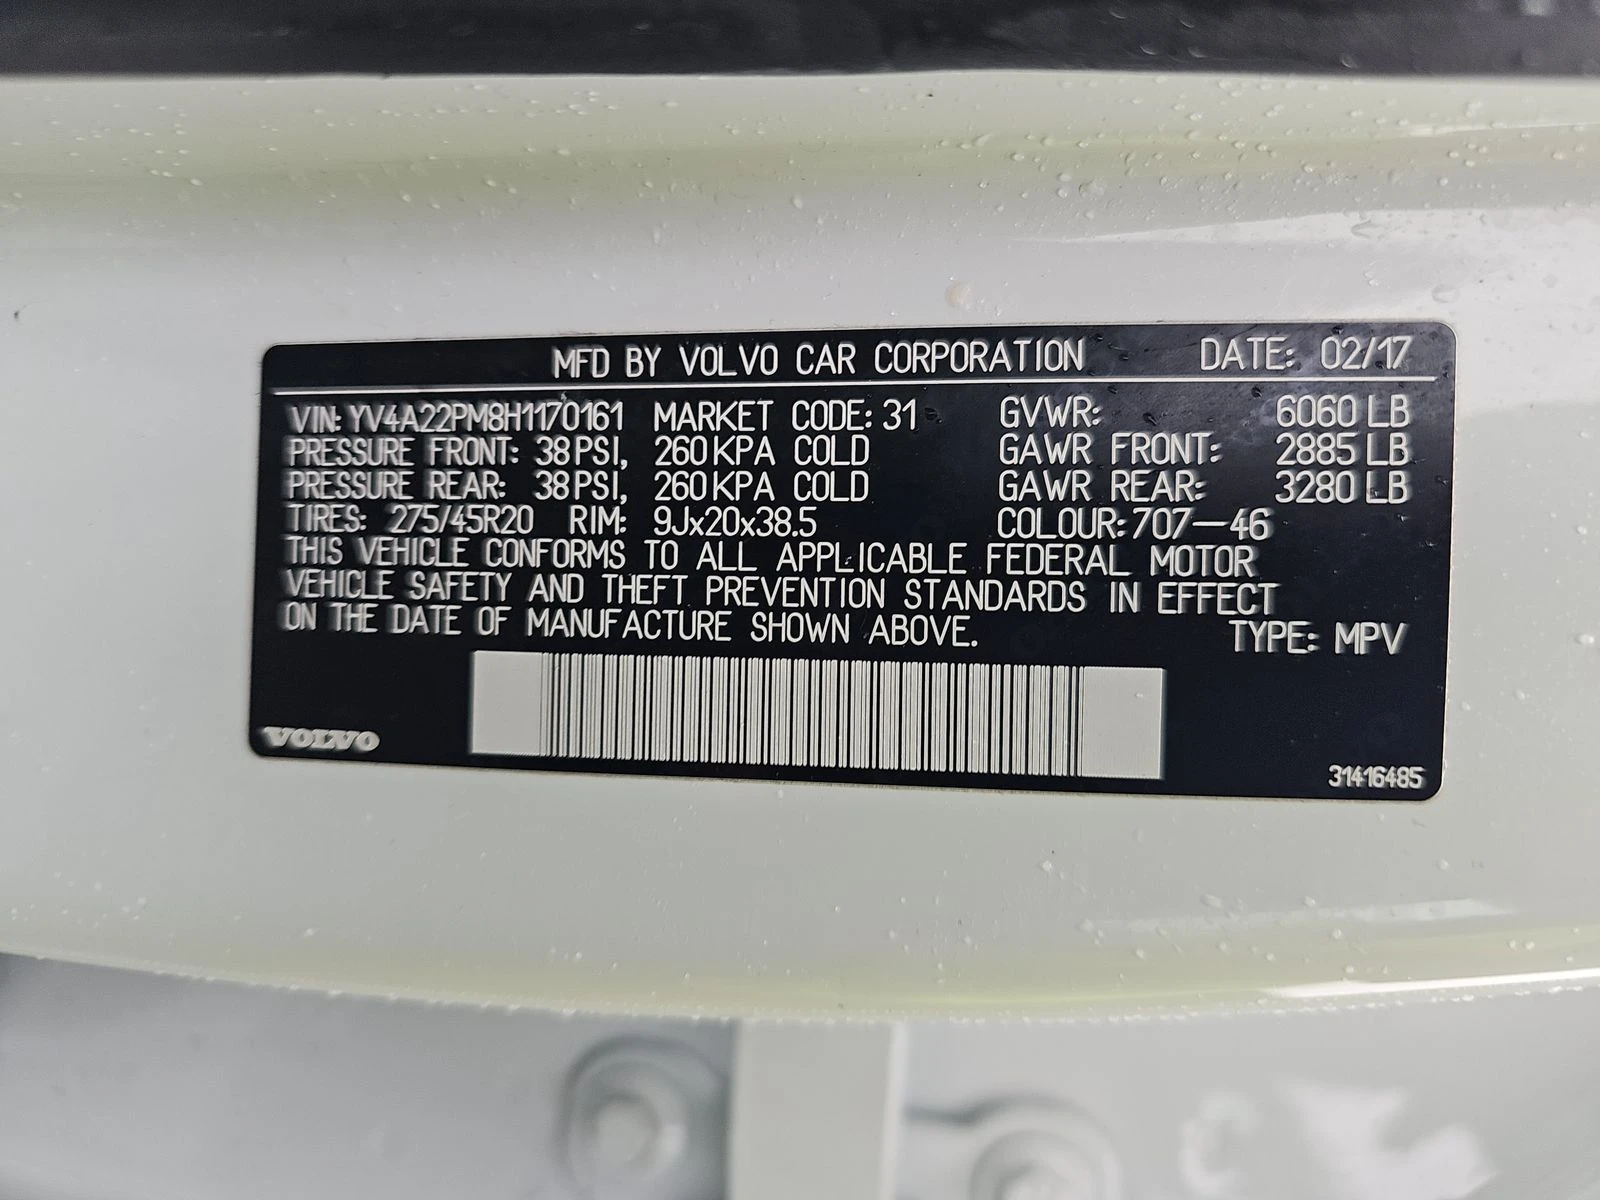 MFD BY VOLVO CAR CORPORATION DATE: 02/17
VIN: YV4A22PM8H1170161 MARKET CODE: 31 GVWR: 6060 LB
PRESSURE FRONT: 38 PSI, 260 KPA COLD GAWR FRONT: 2885 LB
PRESSURE REAR: 38 PSI, 260 KPA COLD GAWR REAR: 3280 LB
TIRES: 275/45R20 RIM: 9Jx20x38.5 COLOUR: 707-46
THIS VEHICLE CONFORMS TO ALL APPLICABLE FEDERAL MOTOR
VEHICLE SAFETY AND THEFT PREVENTION STANDARDS IN EFFECT
ON THE DATE OF MANUFACTURE SHOWN ABOVE. TYPE: MPV
VOLVO
31416485